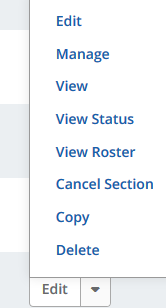 Edit
Manage
View
View Status
View Roster
Cancel Section
Copy
Delete
Edit